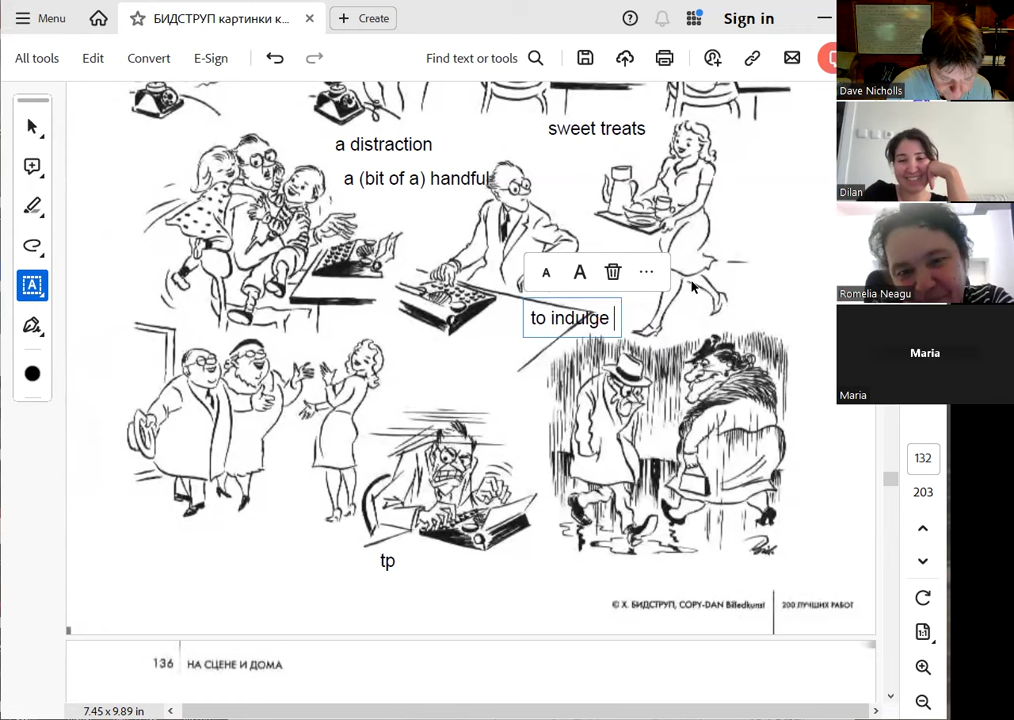 Menu
БИДСТРУП картинки к...
Create
Sign in
All tools
Edit
Convert
E-Sign
Find text or tools
Dave Nicholls
Dilan
Romelia Neagu
Maria
Maria
sweet treats
a distraction
a (bit of a) handful
A A ...
to indulge
tp
132
203
1:1
© Х. БИДСТРУП, COPY-DAN Billedkunst
200 ЛУЧШИХ РАБОТ
136 НА СЦЕНЕ И ДОМА
7.45 x 9.89 in